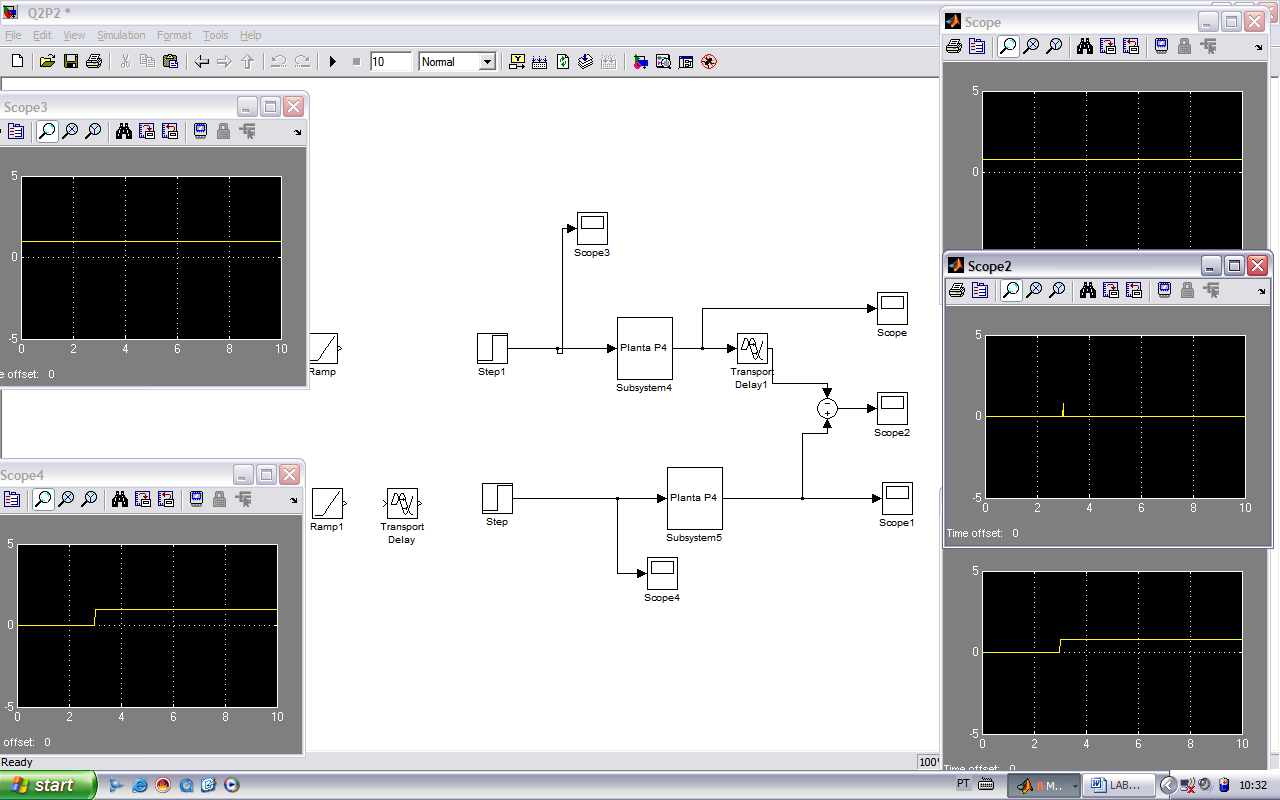 Q2P2 *
File Edit View Simulation Format Tools Help
10 Normal
Scope3
5
0
-5
0 2 4 6 8 10
e offset: 0
Scope
5
0
Scope2
5
0
-5
0 2 4 6 8 10
Time offset: 0
5
0
-5
0 2 4 6 8 10
Time offset: 0
Scope4
5
0
-5
0 2 4 6 8 10
offset: 0
Scope3
Ramp
Step1
Planta P4
Subsystem4
Transport
Delay1
Scope
Scope2
Ramp1
Transport
Delay
Step
Planta P4
Subsystem5
Scope1
Scope4
Ready
100%
start
PT
6 M...
LAB...
10:32